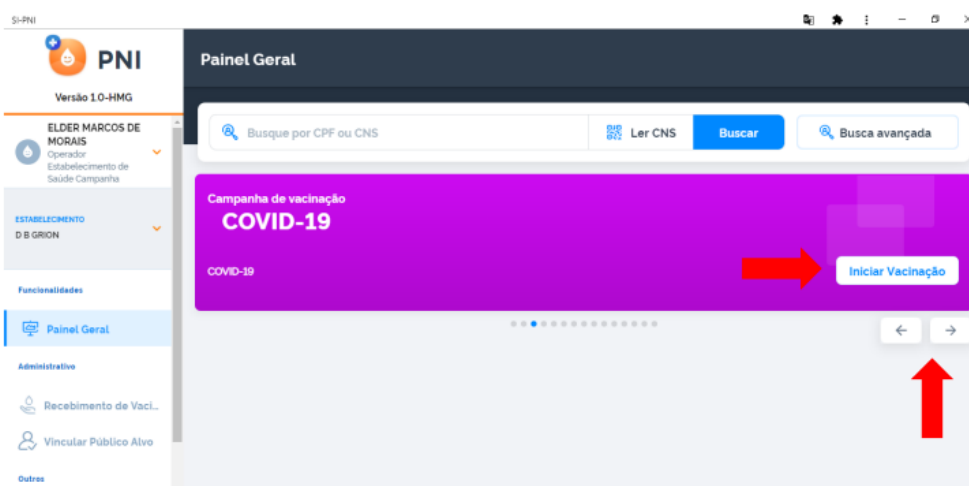 SI-PNI
PNI
Versão 1.0-HMG
ELDER MARCOS DE
MORAIS
Operador
Estabelecimento de
Saúde Campanha
ESTABELECIMENTO
D B GRION
Funcionalidades
Painel Geral
Administrativo
Recebimento de Vaci...
Vincular Público Alvo
Outros
Painel Geral
Busque por CPF ou CNS
Ler CNS
Buscar
Busca avançada
Campanha de vacinação
COVID-19
COVID-19
Iniciar Vacinação